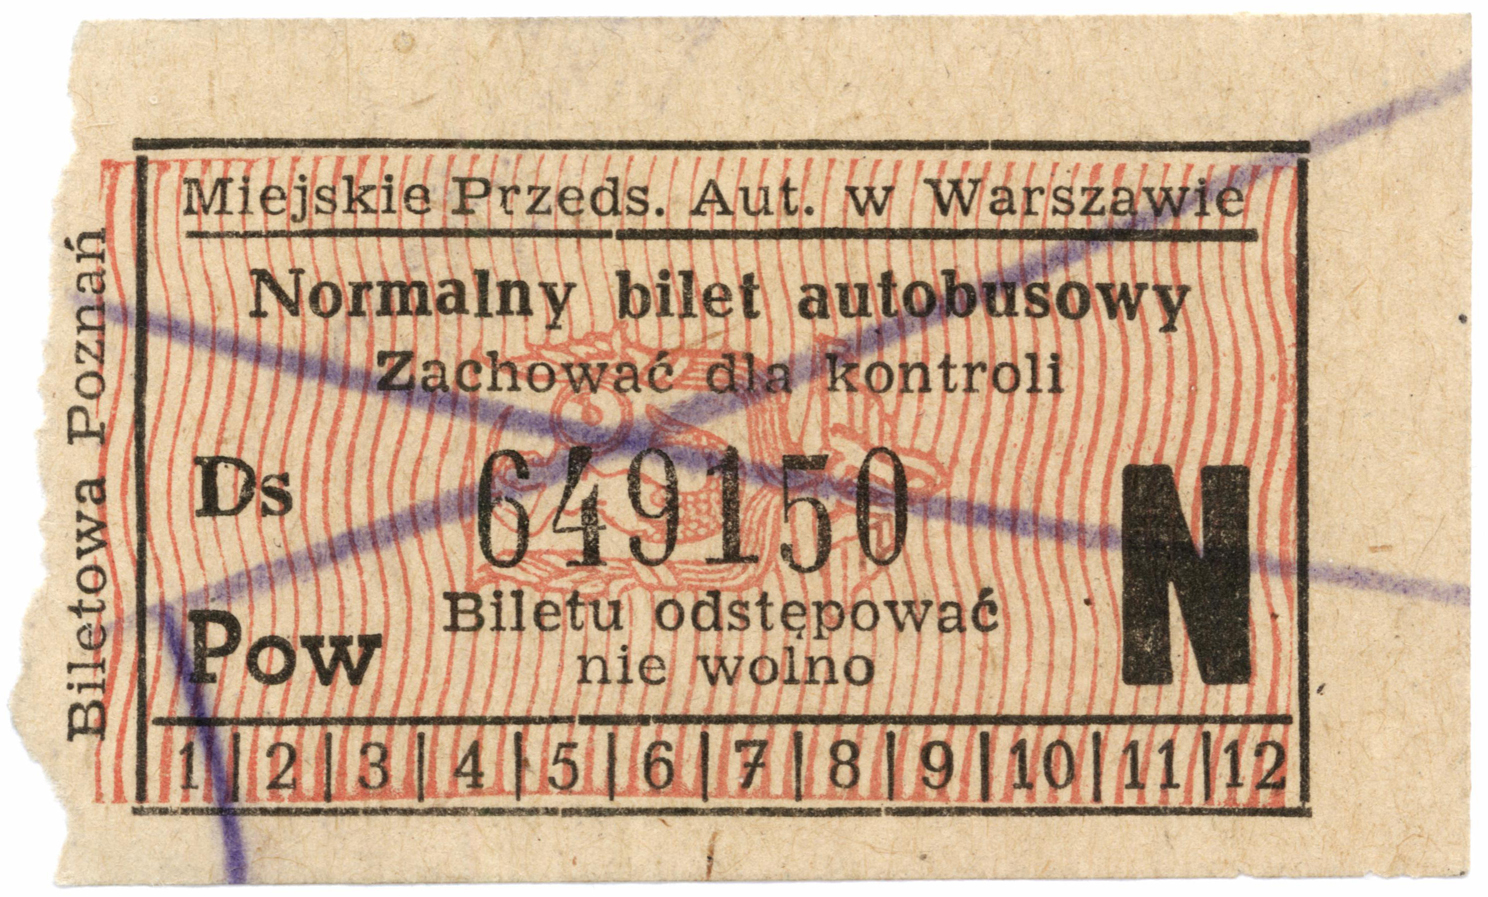 Miejskie Przeds. Aut. w Warszawie
Normalny bilet autobusowy
Zachować dla kontroli
Ds
649150
N
Pow
Biletu odstępować
nie wolno
1|2|3|4|5|6|7|8|9|10|11|12
Biletowa Poznań